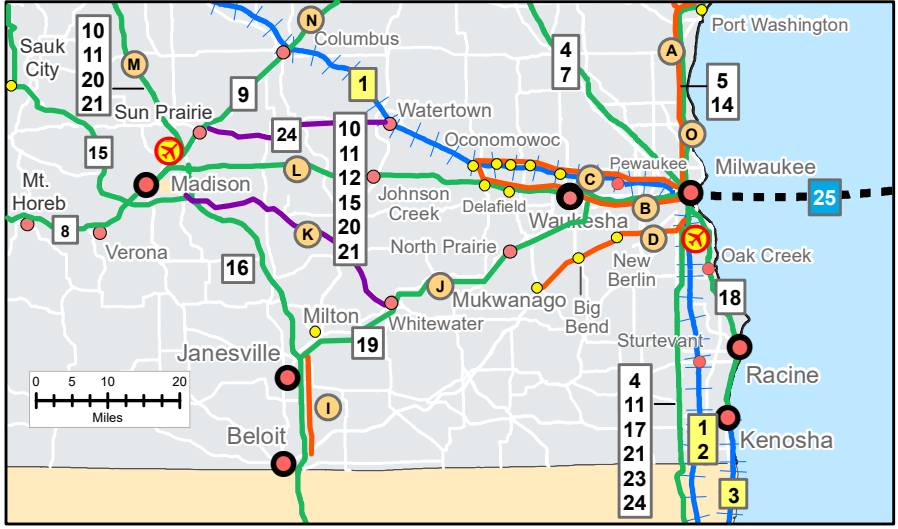 N
Port Washington
Sauk
City
10
11
20
21
M
Columbus
A
4
7
5
14
9
1
Sun Prairie
Watertown
24
10
11
12
15
20
21
O
Oconomowoc
15
Pewaukee
Milwaukee
L
C
Mt.
Horeb
Madison
Johnson
Creek
Delafield
Waukesha
B
25
8
Verona
K
North Prairie
D
New
Berlin
Oak Creek
16
J
Mukwanago
Big
Bend
18
Milton
Whitewater
19
Sturtevant
Janesville
Racine
0 5 10 20
Miles
I
4
11
17
21
23
24
Beloit
1
2
Kenosha
3